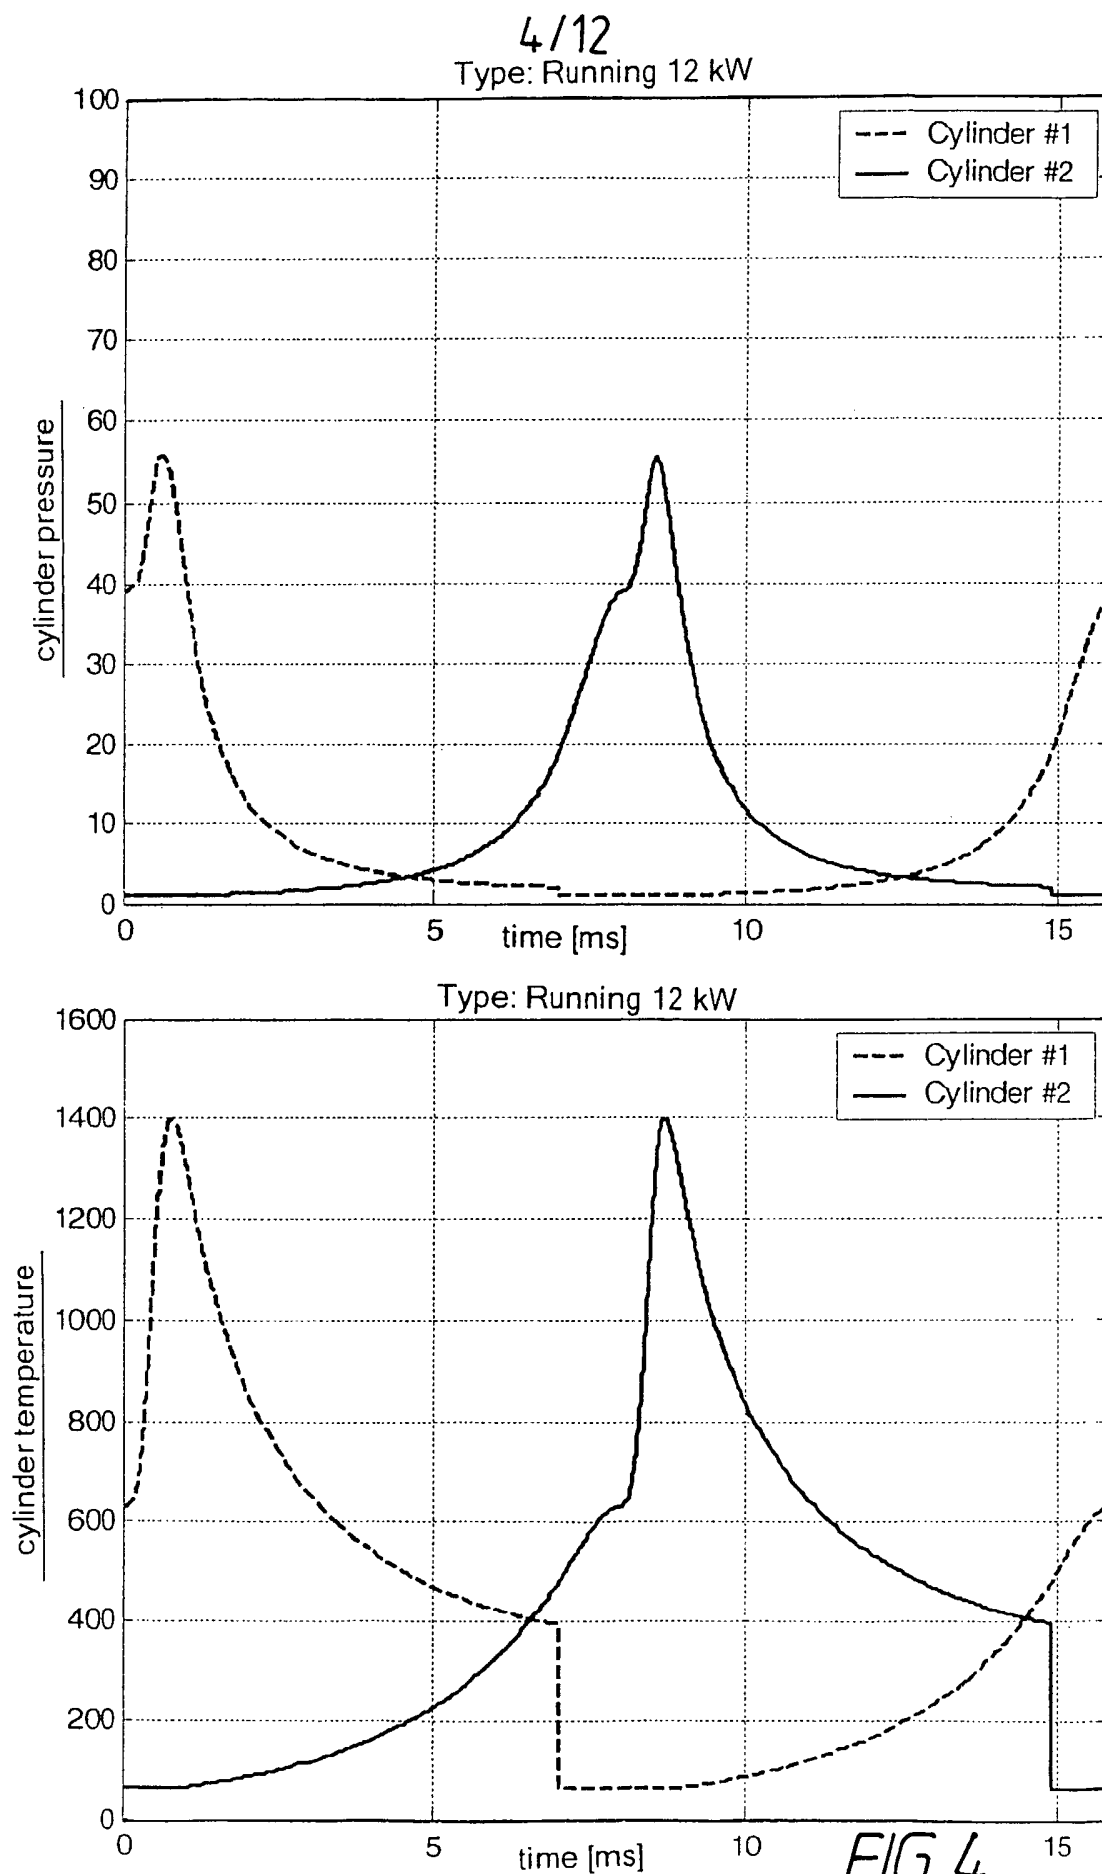 4/12
Type: Running 12 kW
100
90
80
70
60
50
40
30
20
10
0
cylinder pressure
Cylinder #1
Cylinder #2
0 5 10 15
time [ms]
Type: Running 12 kW
1600
1400
1200
1000
800
600
400
200
0
cylinder temperature
Cylinder #1
Cylinder #2
0 5 10 15
time [ms]
FIG 4